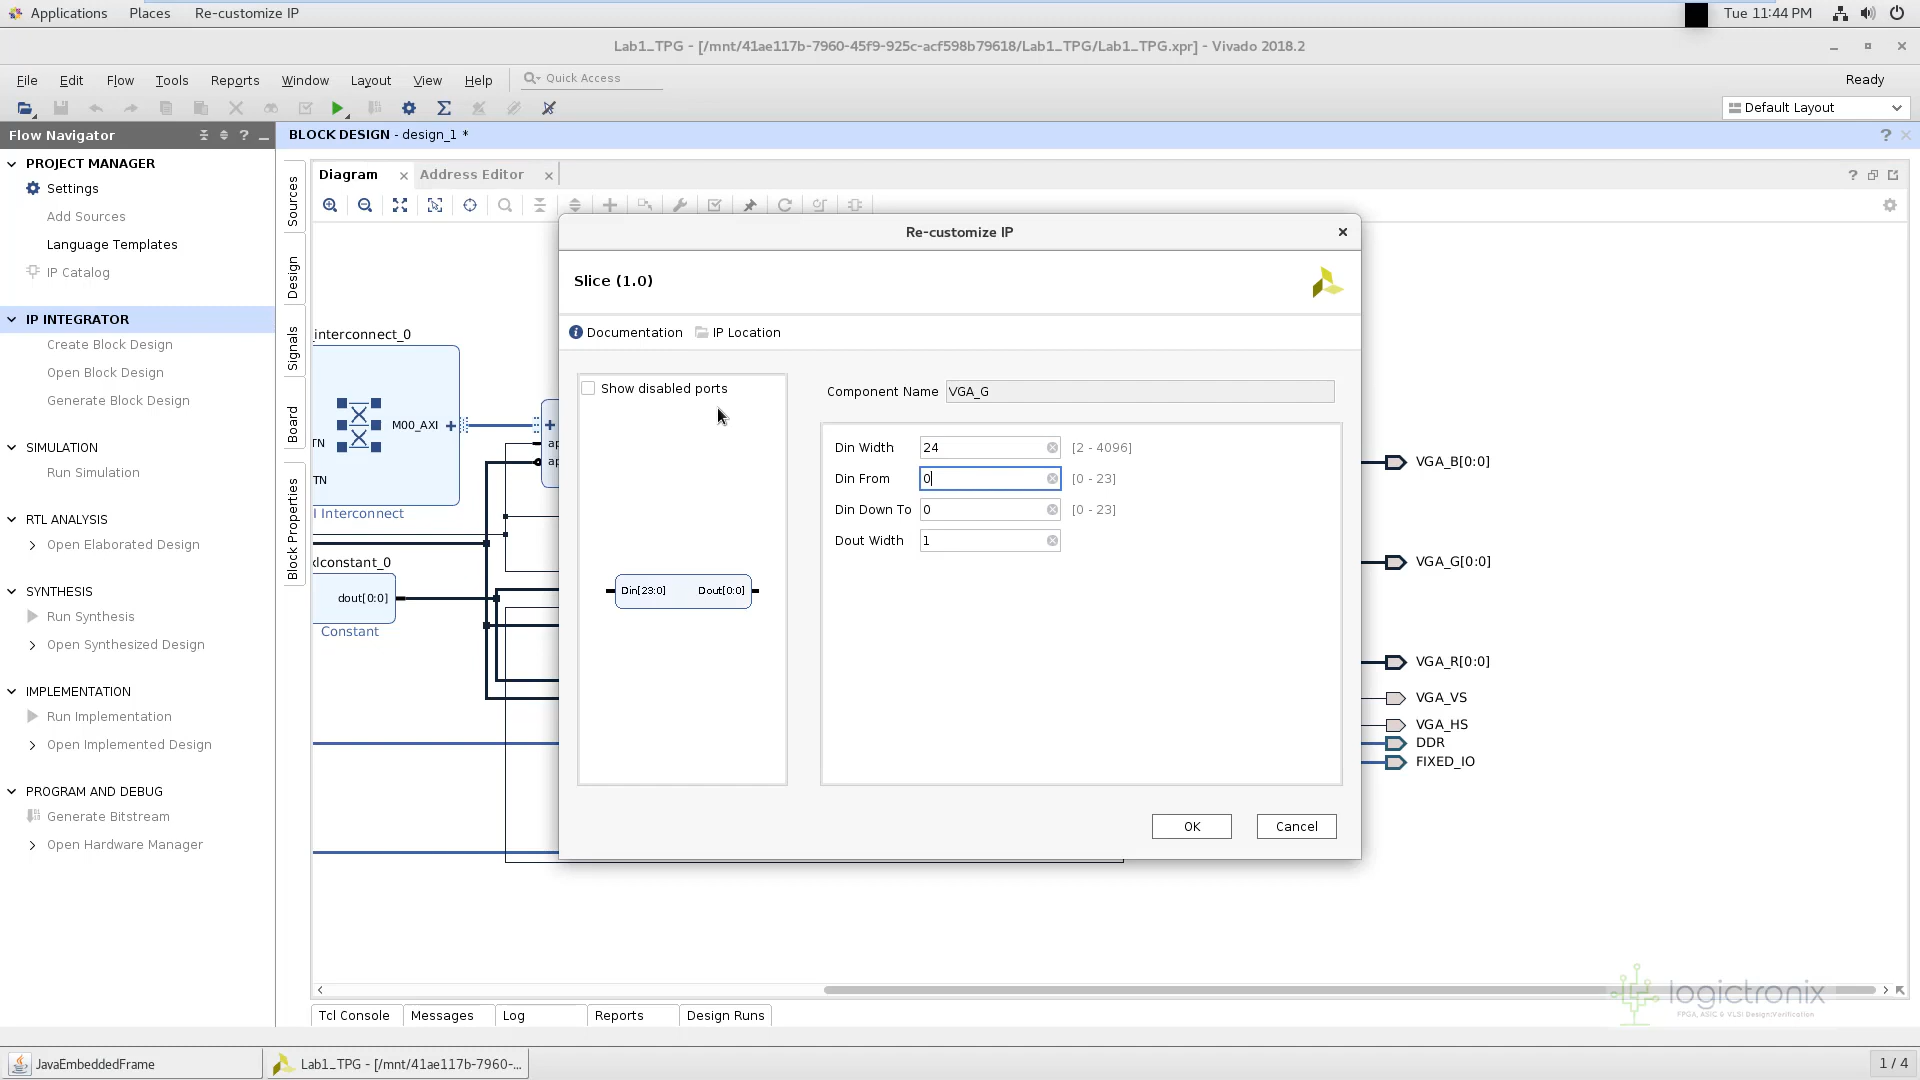 Applications Places Re-customize IP Tue 11:44 PM
Lab1_TPG - [/mnt/41ae117b-7960-45f9-925c-acf598b79618/Lab1_TPG/Lab1_TPG.xpr] - Vivado 2018.2
File Edit Flow Tools Reports Window Layout View Help Quick Access Ready
Default Layout
Flow Navigator
BLOCK DESIGN - design_1 *
PROJECT MANAGER
Settings
Add Sources
Language Templates
IP Catalog
IP INTEGRATOR
Create Block Design
Open Block Design
Generate Block Design
SIMULATION
Run Simulation
RTL ANALYSIS
Open Elaborated Design
SYNTHESIS
Run Synthesis
Open Synthesized Design
IMPLEMENTATION
Run Implementation
Open Implemented Design
PROGRAM AND DEBUG
Generate Bitstream
Open Hardware Manager
Sources
Design
Signals
Board
Block Properties
Diagram Address Editor
interconnect_0
M00_AXI
TN
TN
l Interconnect
xlconstant_0
dout[0:0]
Constant
ap
ap
Re-customize IP
Slice (1.0)
Documentation IP Location
Show disabled ports
Din[23:0] Dout[0:0]
Component Name VGA_G
Din Width 24 [2 - 4096]
Din From 0 [0 - 23]
Din Down To 0 [0 - 23]
Dout Width 1
OK Cancel
VGA_B[0:0]
VGA_G[0:0]
VGA_R[0:0]
VGA_VS
VGA_HS
DDR
FIXED_IO
logictronix
FPGA, ASIC & VLSI Design|Verification
Tcl Console Messages Log Reports Design Runs
JavaEmbeddedFrame Lab1_TPG - [/mnt/41ae117b-7960-... 1 / 4